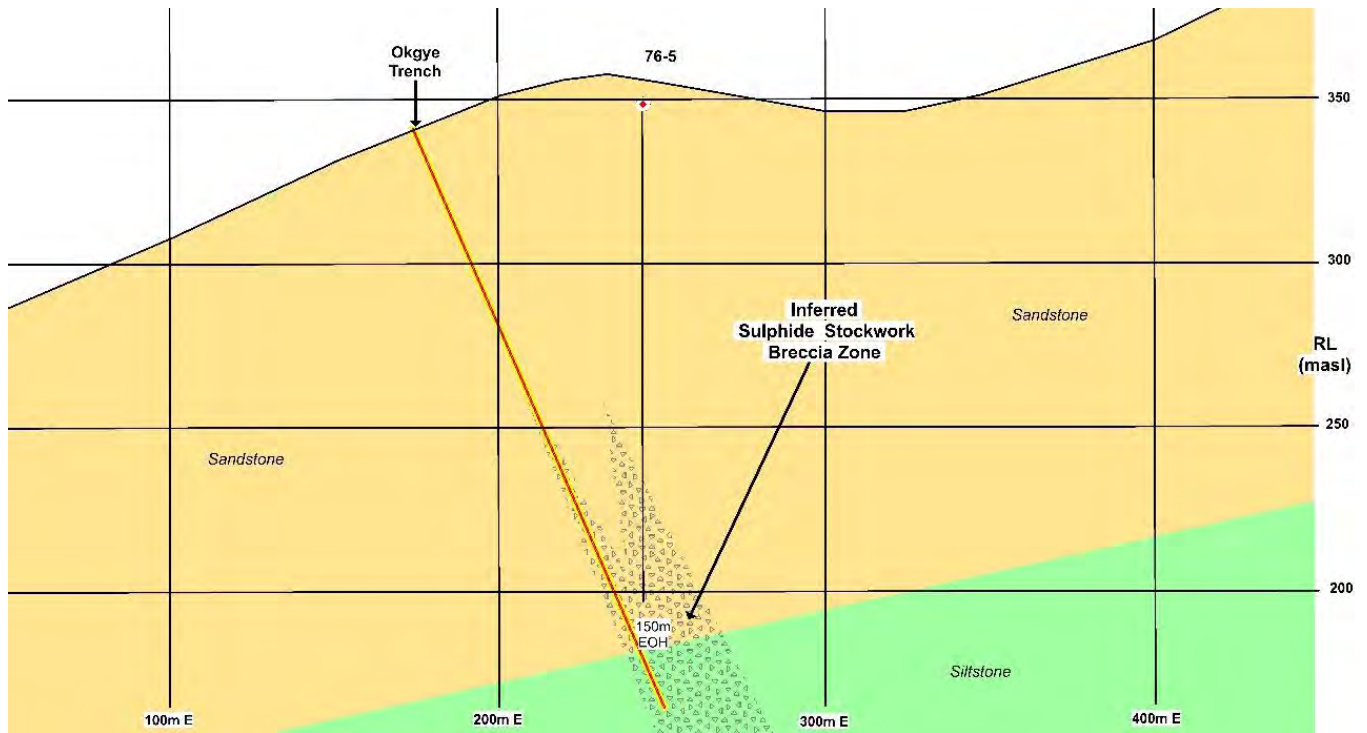 Okgye
Trench
76-5
350
300
Inferred
Sulphide Stockwork
Breccia Zone
Sandstone
RL
(masl)
250
Sandstone
200
150m
EOH
Siltstone
100m E
200m E
300m E
400m E